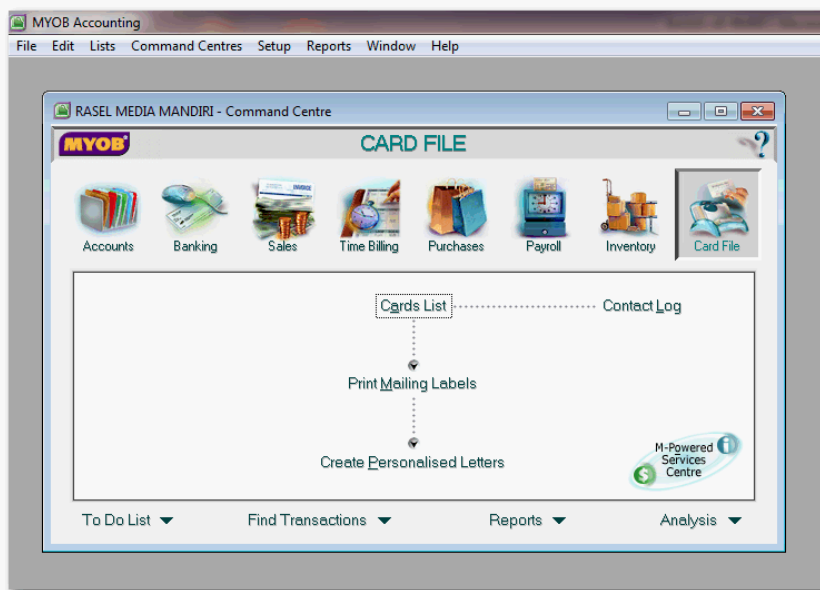 MYOB Accounting
File Edit Lists Command Centres Setup Reports Window Help
RASEL MEDIA MANDIRI - Command Centre
MYOB CARD FILE ?
INVOICE
Accounts Banking Sales Time Billing Purchases Payroll Inventory Card File
Cards List Contact Log
Print Mailing Labels
Create Personalised Letters
M-Powered
Services
Centre
i
$
To Do List Find Transactions Reports Analysis